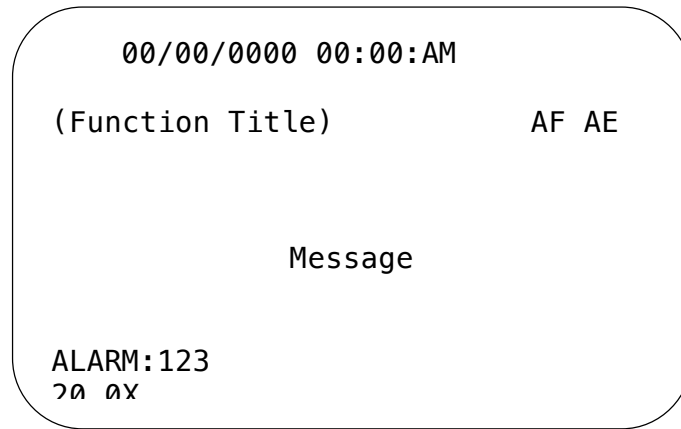 00/00/0000 00:00:AM
(Function Title) AF AE
Message
ALARM:123
20 0X